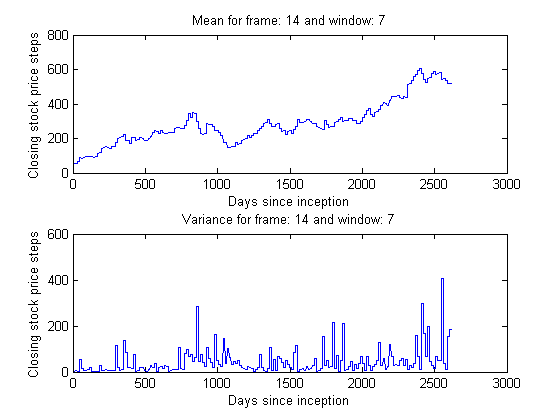 Mean for frame: 14 and window: 7
800
600
400
200
0
Closing stock price steps
0 500 1000 1500 2000 2500 3000
Days since inception
Variance for frame: 14 and window: 7
600
400
200
0
Closing stock price steps
0 500 1000 1500 2000 2500 3000
Days since inception